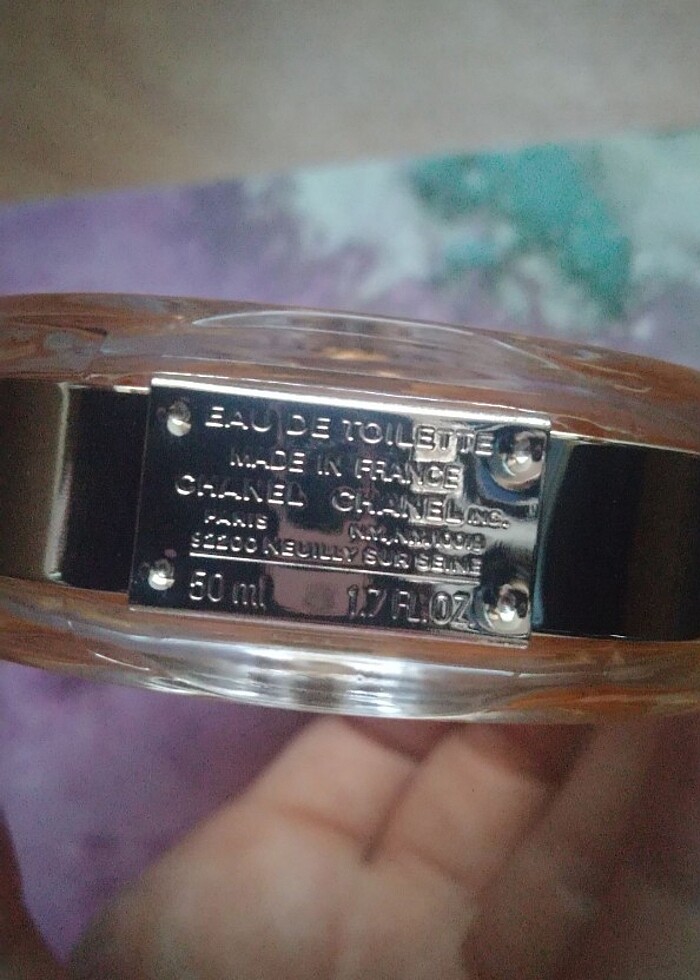 EAU DE TOILETTE
MADE IN FRANCE
CHANEL CHANEL INC.
PARIS N.Y., N.Y. 10019
92200 NEUILLY SUR SEINE
50 ml 1.7 FL. OZ